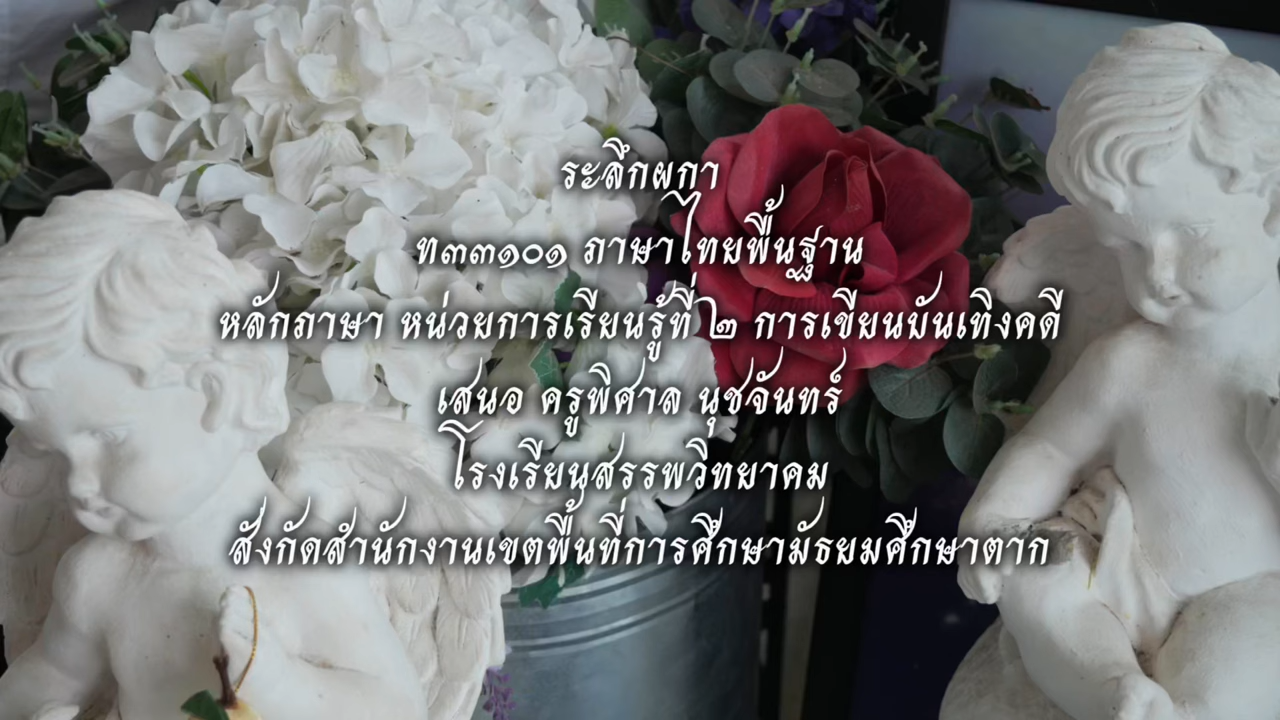 ระลึกผกา
ท๓๓๑๐๑ ภาษาไทยพื้นฐาน
หลักภาษา หน่วยการเรียนรู้ที่ ๒ การเขียนบันเทิงคดี
เสนอ ครูพิศาล นุชจันทร์
โรงเรียนสรรพวิทยาคม
สังกัดสำนักงานเขตพื้นที่การศึกษามัธยมศึกษาตาก